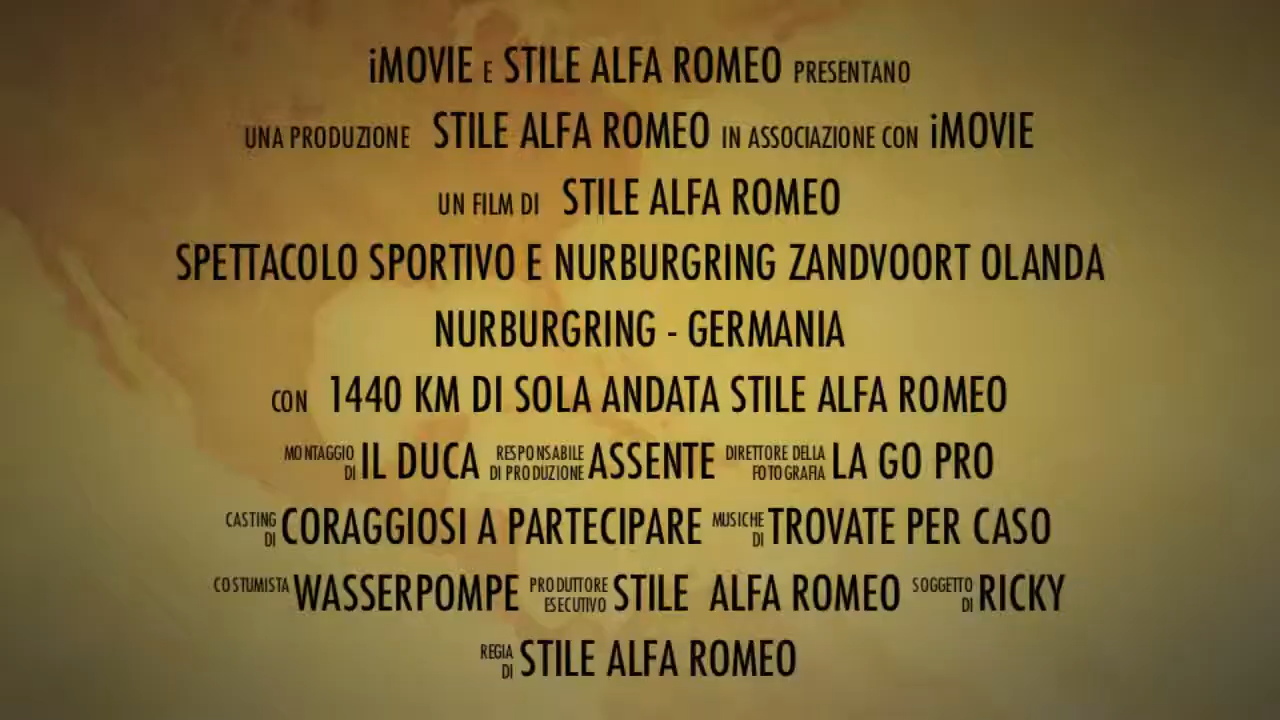 iMOVIE E STILE ALFA ROMEO PRESENTANO
UNA PRODUZIONE STILE ALFA ROMEO IN ASSOCIAZIONE CON iMOVIE
UN FILM DI STILE ALFA ROMEO
SPETTACOLO SPORTIVO E NURBURGRING ZANDVOORT OLANDA
NURBURGRING - GERMANIA
CON 1440 KM DI SOLA ANDATA STILE ALFA ROMEO
MONTAGGIO DI IL DUCA RESPONSABILE DI PRODUZIONE ASSENTE DIRETTORE DELLA FOTOGRAFIA LA GO PRO
CASTING DI CORAGGIOSI A PARTECIPARE MUSICHE DI TROVATE PER CASO
COSTUMISTA WASSERPOMPE PRODUTTORE ESECUTIVO STILE ALFA ROMEO SOGGETTO DI RICKY
REGIA DI STILE ALFA ROMEO